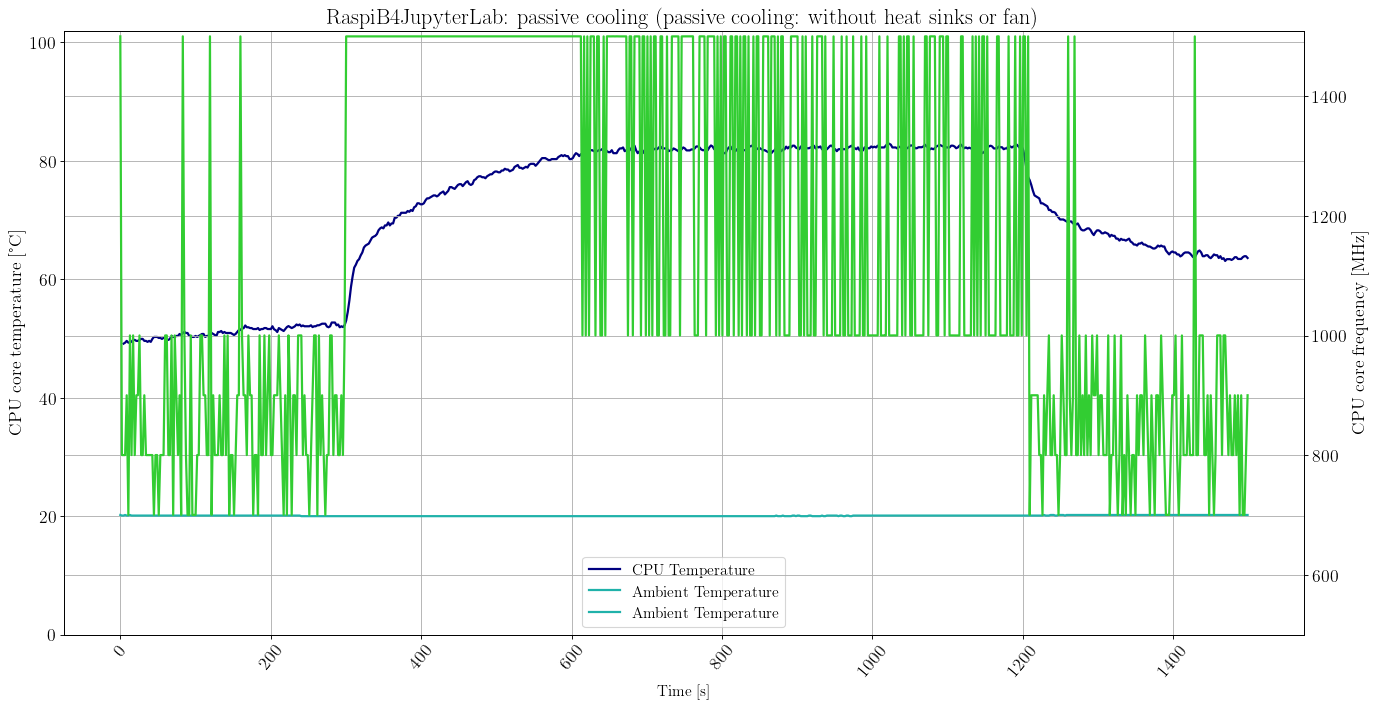 RaspiB4JupyterLab: passive cooling (passive cooling: without heat sinks or fan)
CPU core temperature [°C]
100
80
60
40
20
0
1400
1200
1000
800
600
CPU core frequency [MHz]
CPU Temperature
Ambient Temperature
Ambient Temperature
0
200
400
600
800
1000
1200
1400
Time [s]